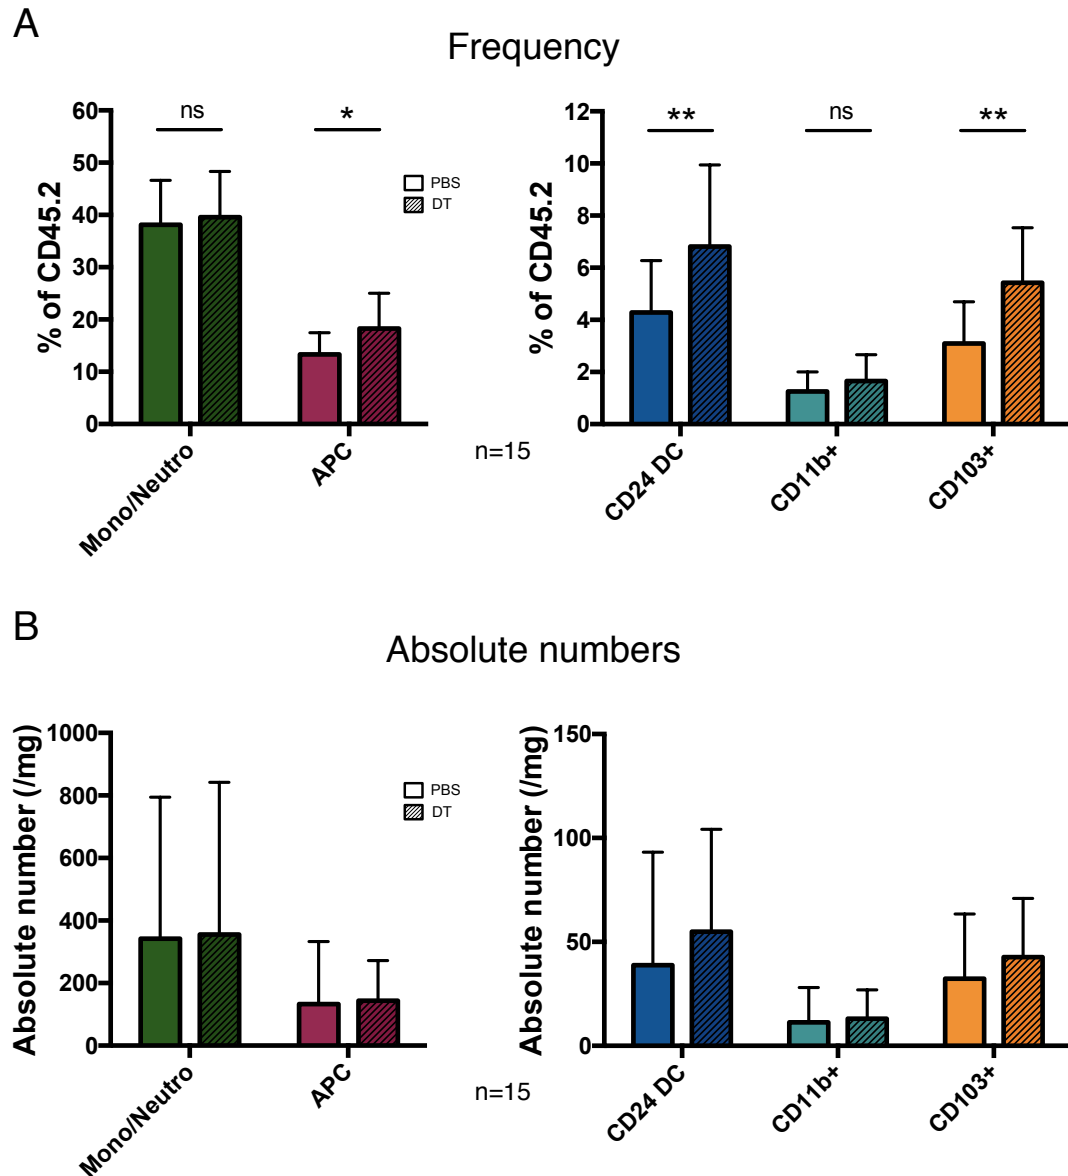 A
Frequency
% of CD45.2
60
50
40
30
20
10
0
ns
*
PBS
DT
Mono/Neutro
APC
n=15
% of CD45.2
12
10
8
6
4
2
0
**
ns
**
CD24 DC
CD11b+
CD103+
B
Absolute numbers
Absolute number (/mg)
1000
800
600
400
200
0
PBS
DT
Mono/Neutro
APC
n=15
Absolute number (/mg)
150
100
50
0
CD24 DC
CD11b+
CD103+